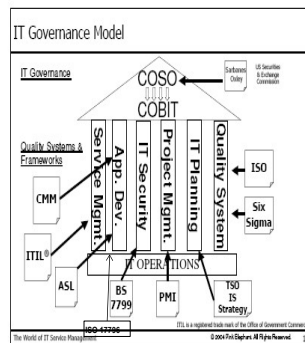 IT Governance Model
IT Governance
COSO
COBIT
Sarbanes
Oxley
US Securities
& Exchange
Commission
Quality Systems &
Frameworks
Service Mgmt.
App. Dev.
IT Security
Project Mgmt.
IT Planning
Quality System
CMM
ITIL®
ASL
ISO
Six
Sigma
IT OPERATIONS
BS
7799
PMI
TSO
IS
Strategy
ISO 17795
ITIL is a registered trade mark of the Office of Government Commerc
The World of IT Service Management
© 2004 Pink Elephant. All Rights Reserved.